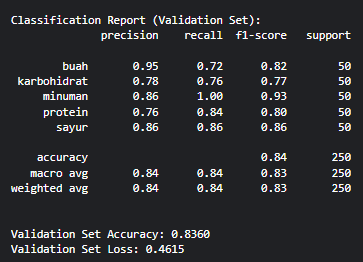 Classification Report (Validation Set):
precision recall f1-score support
buah 0.95 0.72 0.82 50
karbohidrat 0.78 0.76 0.77 50
minuman 0.86 1.00 0.93 50
protein 0.76 0.84 0.80 50
sayur 0.86 0.86 0.86 50
accuracy 0.84 250
macro avg 0.84 0.84 0.83 250
weighted avg 0.84 0.84 0.83 250
Validation Set Accuracy: 0.8360
Validation Set Loss: 0.4615